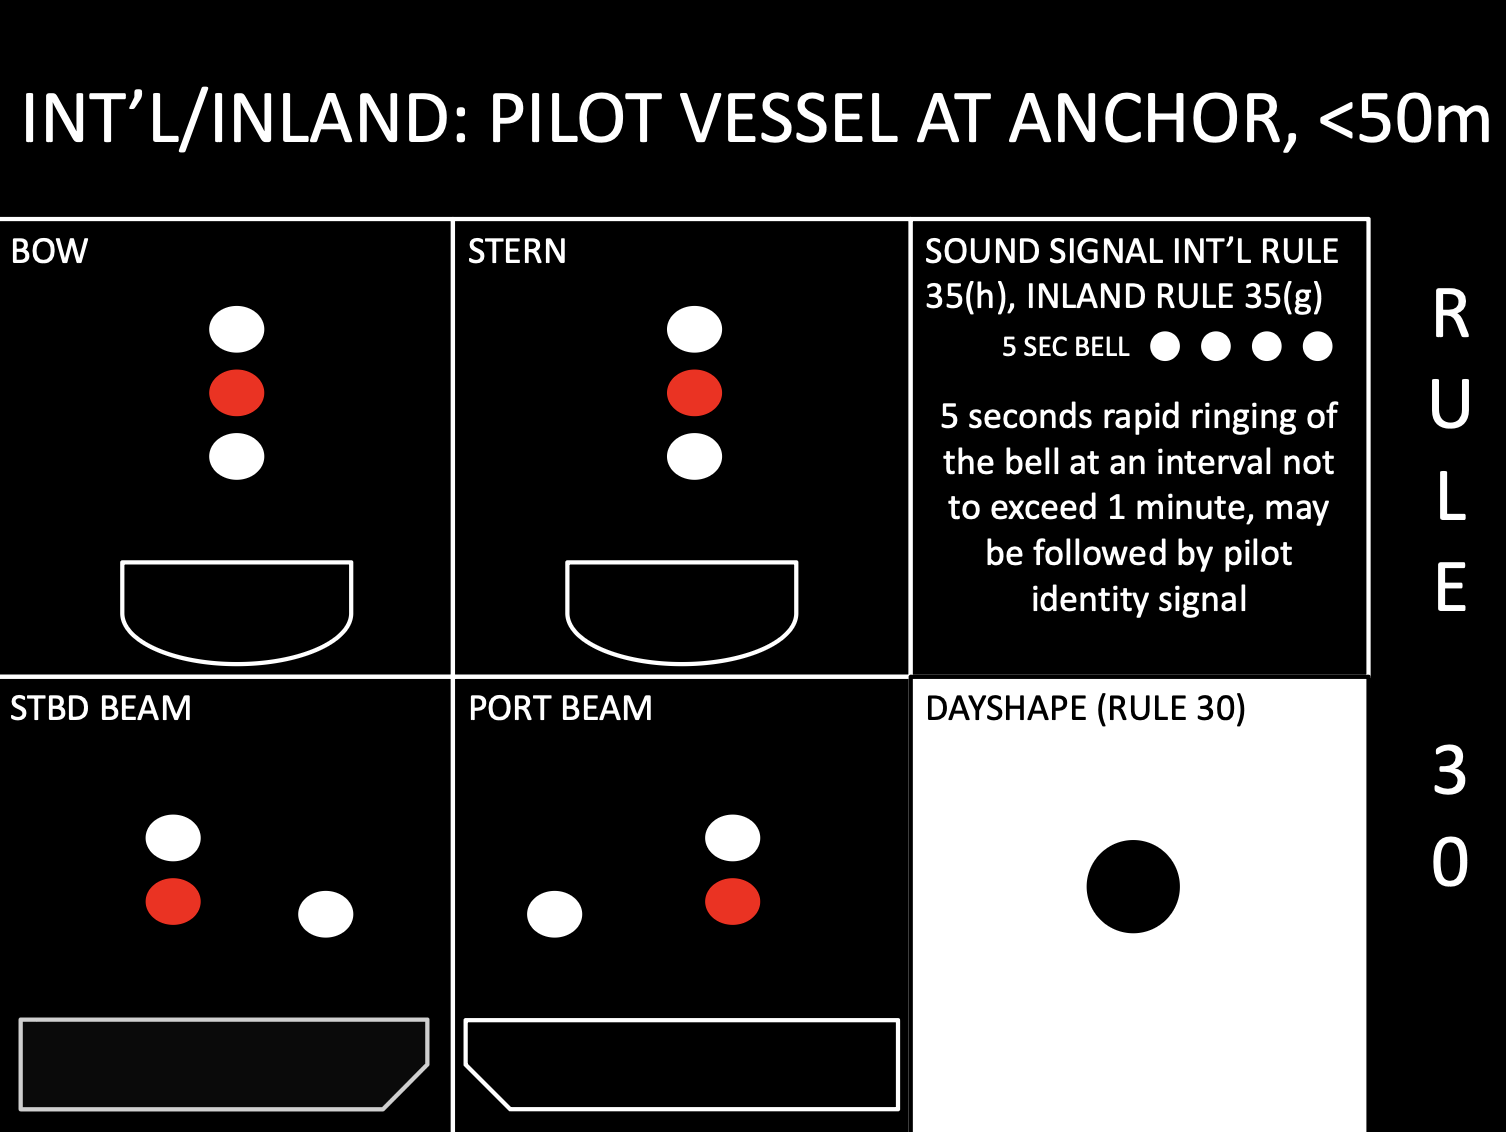 INT’L/INLAND: PILOT VESSEL AT ANCHOR, <50m
BOW
STERN
SOUND SIGNAL INT’L RULE
35(h), INLAND RULE 35(g)
5 SEC BELL
5 seconds rapid ringing of
the bell at an interval not
to exceed 1 minute, may
be followed by pilot
identity signal
STBD BEAM
PORT BEAM
DAYSHAPE (RULE 30)
R
U
L
E
3
0